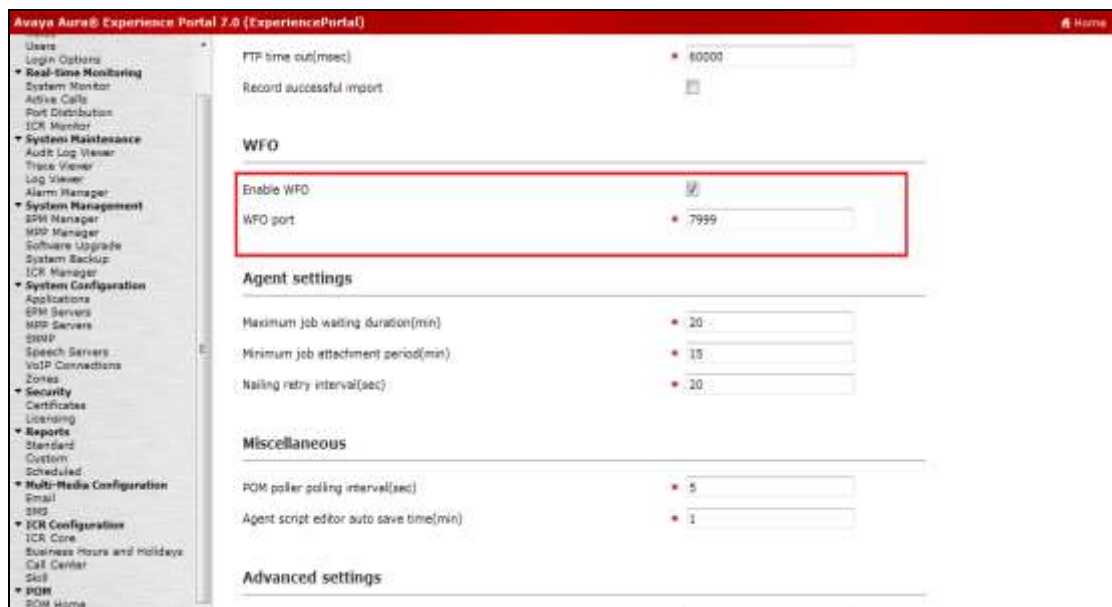 Avaya Aura® Experience Portal 7.0 (ExperiencePortal)
Home
Users
Login Options
Real-time Monitoring
System Monitor
Active Calls
Port Distribution
ICR Monitor
System Maintenance
Audit Log Viewer
Trace Viewer
Log Viewer
Alarm Manager
System Management
EPM Manager
MPP Manager
Software Upgrade
System Backup
ICR Manager
System Configuration
Applications
EPM Servers
MPP Servers
SNMP
Speech Servers
VoIP Connections
Zones
Security
Certificates
Licensing
Reports
Standard
Custom
Scheduled
Multi-Media Configuration
Email
SMS
ICR Configuration
ICR Core
Business Hours and Holidays
Call Center
Skill
POM
POM Home
FTP time out(msec) * 60000
Record successful import
WFO
Enable WFO
WFO port * 7999
Agent settings
Maximum job waiting duration(min) * 20
Minimum job attachment period(min) * 15
Nailing retry interval(sec) * 20
Miscellaneous
POM poller polling interval(sec) * 5
Agent script editor auto save time(min) * 1
Advanced settings